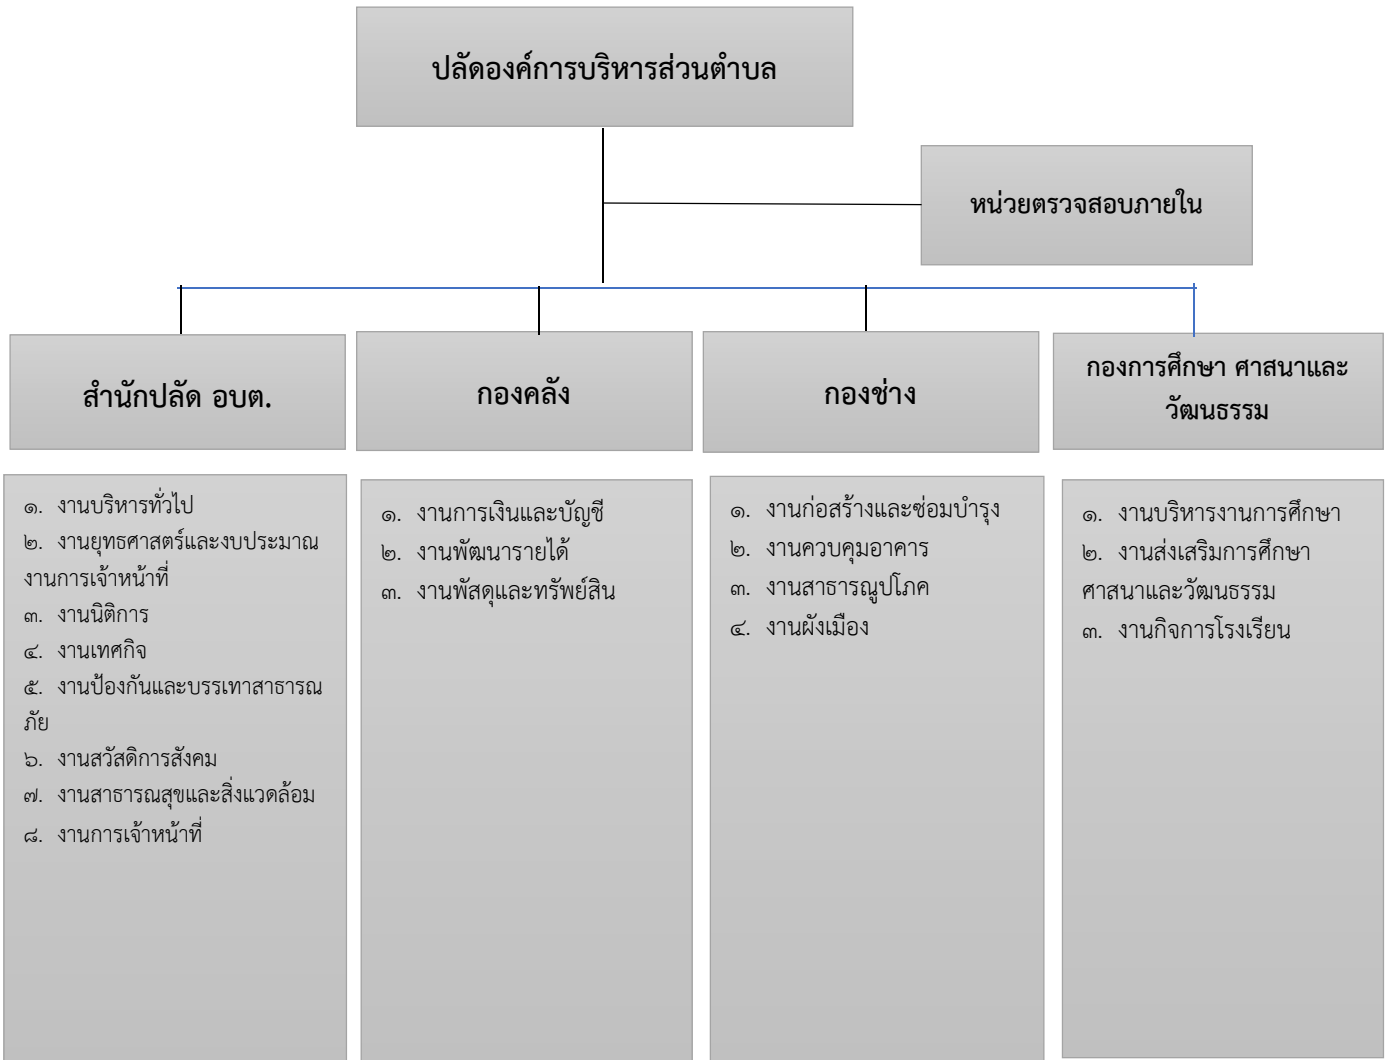 ปลัดองค์การบริหารส่วนตำบล
หน่วยตรวจสอบภายใน
สำนักปลัด อบต.
กองคลัง
กองช่าง
กองการศึกษา ศาสนาและ
วัฒนธรรม
๑. งานบริหารทั่วไป
๒. งานยุทธศาสตร์และงบประมาณ
งานการเจ้าหน้าที่
๓. งานนิติการ
๔. งานเทศกิจ
๕. งานป้องกันและบรรเทาสาธารณ
ภัย
๖. งานสวัสดิการสังคม
๗. งานสาธารณสุขและสิ่งแวดล้อม
๘. งานการเจ้าหน้าที่
๑. งานการเงินและบัญชี
๒. งานพัฒนารายได้
๓. งานพัสดุและทรัพย์สิน
๑. งานก่อสร้างและซ่อมบำรุง
๒. งานควบคุมอาคาร
๓. งานสาธารณูปโภค
๔. งานผังเมือง
๑. งานบริหารงานการศึกษา
๒. งานส่งเสริมการศึกษา
ศาสนาและวัฒนธรรม
๓. งานกิจการโรงเรียน